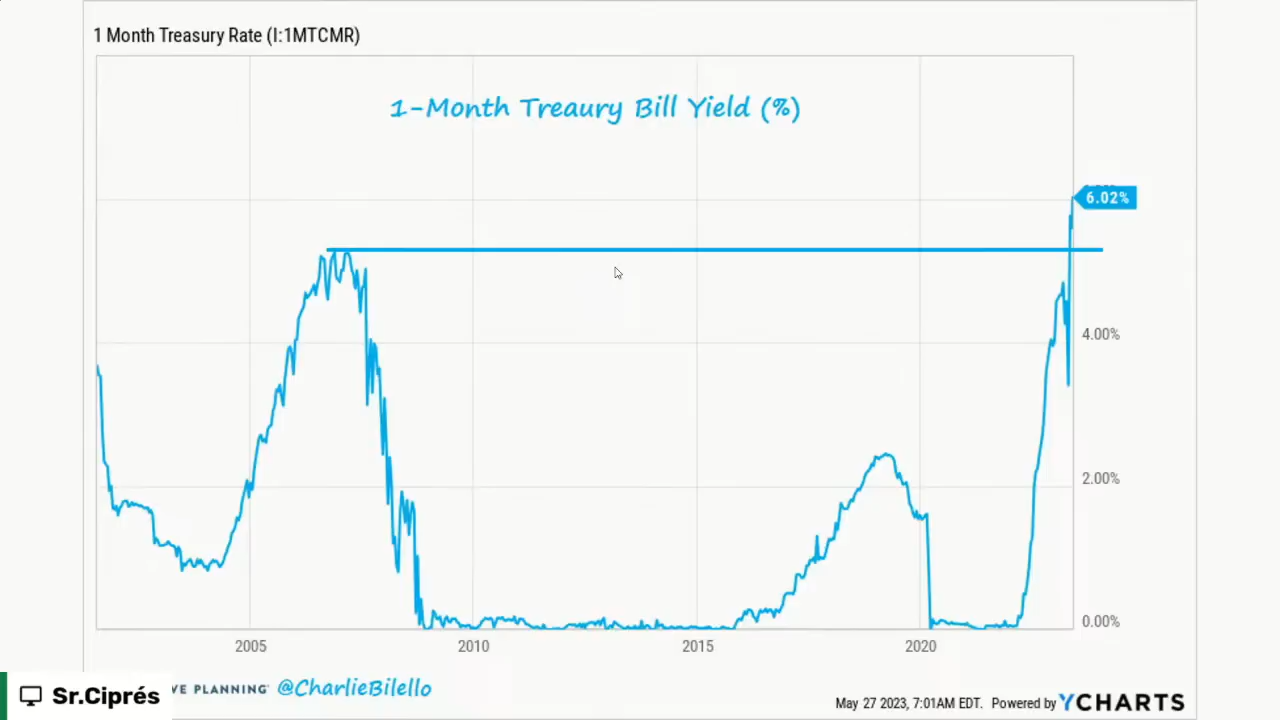 1 Month Treasury Rate (I:1MTCMR)
1-Month Treaury Bill Yield (%)
6.02%
4.00%
2.00%
0.00%
2005 2010 2015 2020
Sr.Ciprés
VE PLANNING @CharlieBilello
May 27 2023, 7:01AM EDT. Powered by YCHARTS